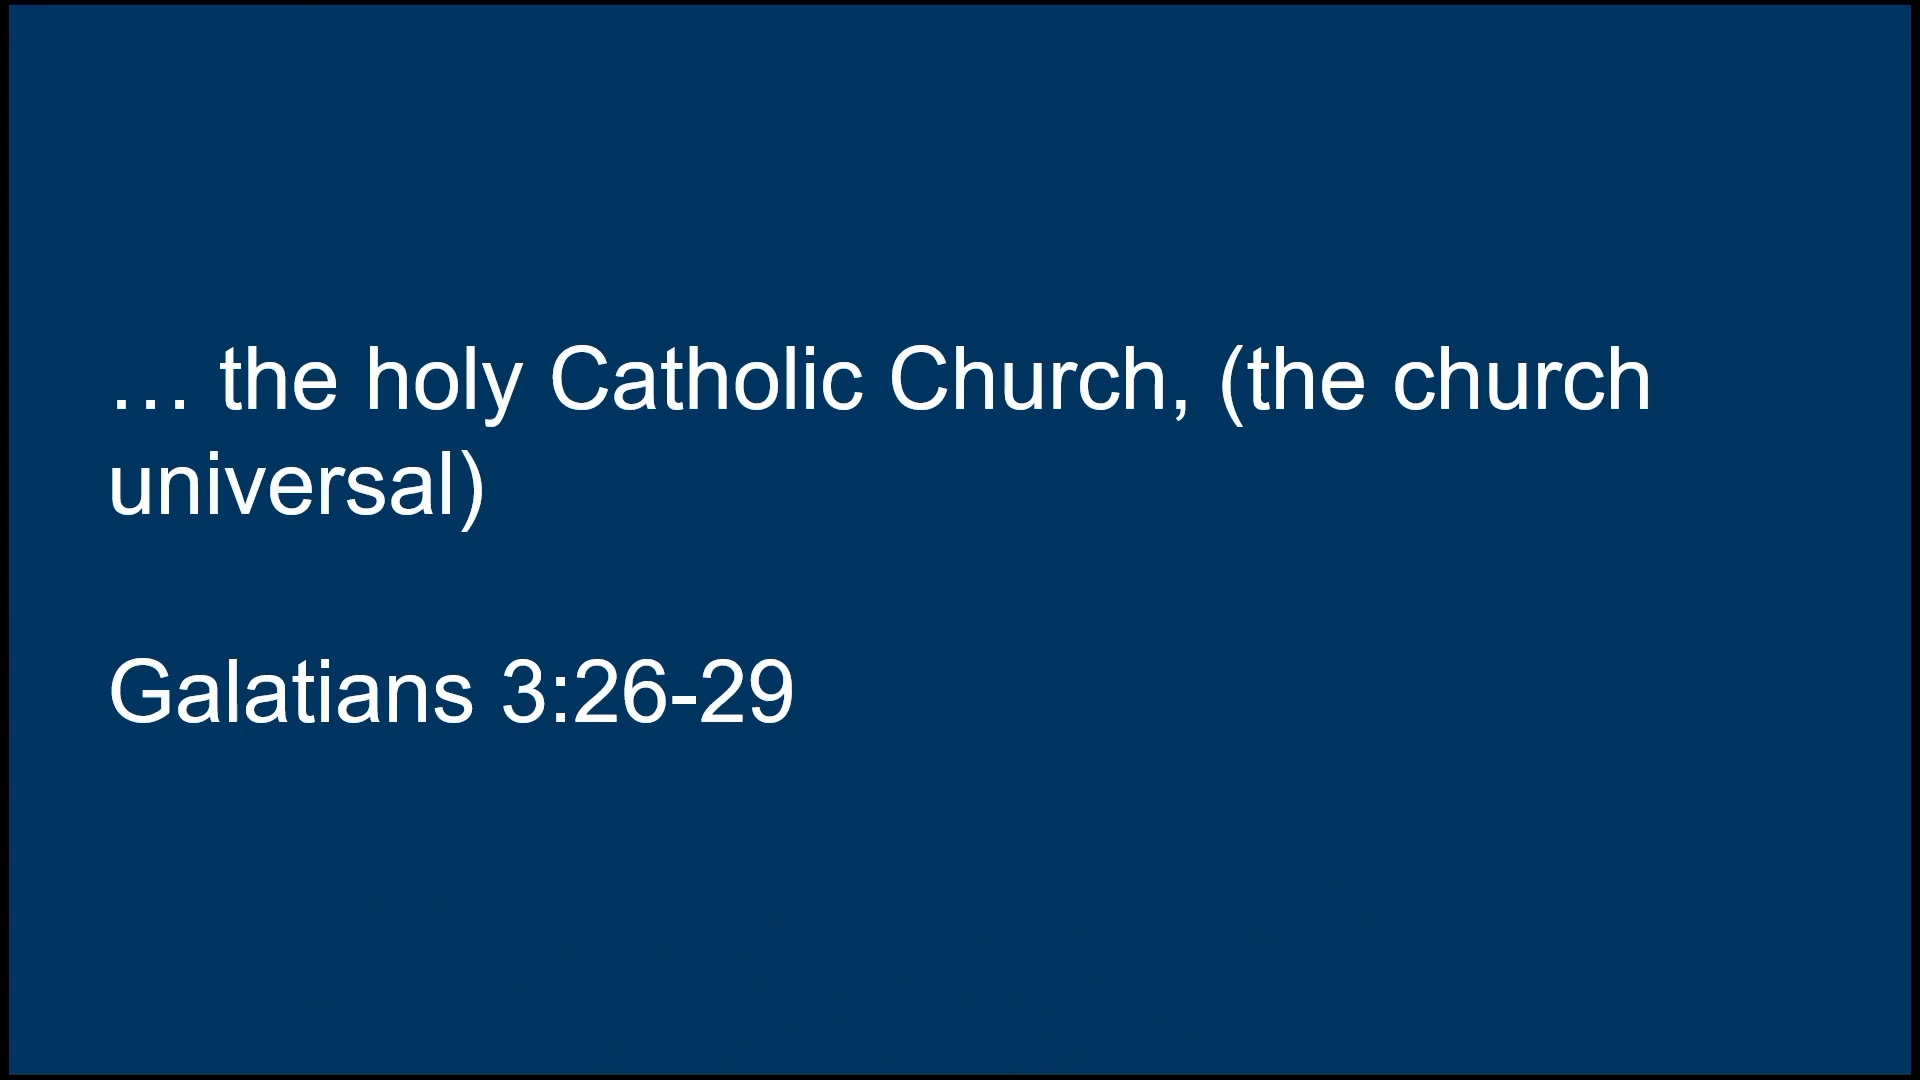 … the holy Catholic Church, (the church
universal)
Galatians 3:26-29